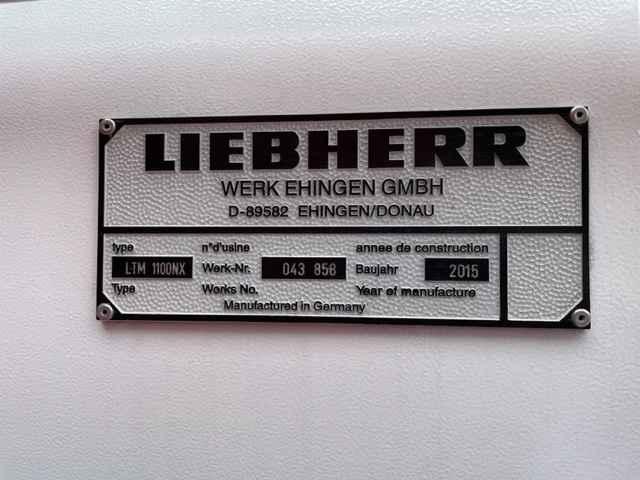 LIEBHERR
WERK EHINGEN GMBH
D-89582 EHINGEN/DONAU
type n°d'usine annee de construction
LTM 1100NX Werk-Nr. 043 856 Baujahr 2015
Type Works No. Year of manufacture
Manufactured in Germany